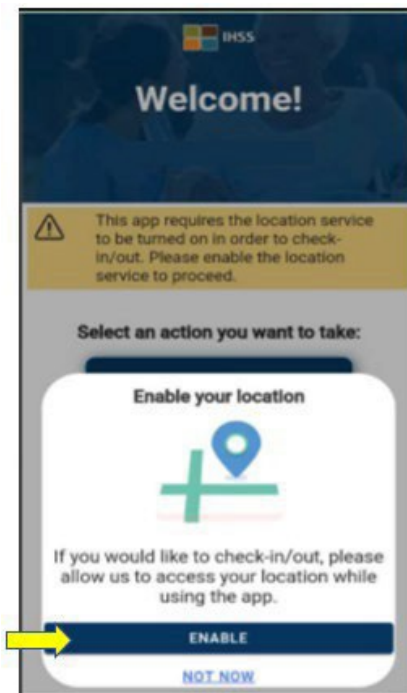 IHSS
Welcome!
This app requires the location service
to be turned on in order to check-
in/out. Please enable the location
service to proceed.
Select an action you want to take:
Enable your location
If you would like to check-in/out, please
allow us to access your location while
using the app.
ENABLE
NOT NOW